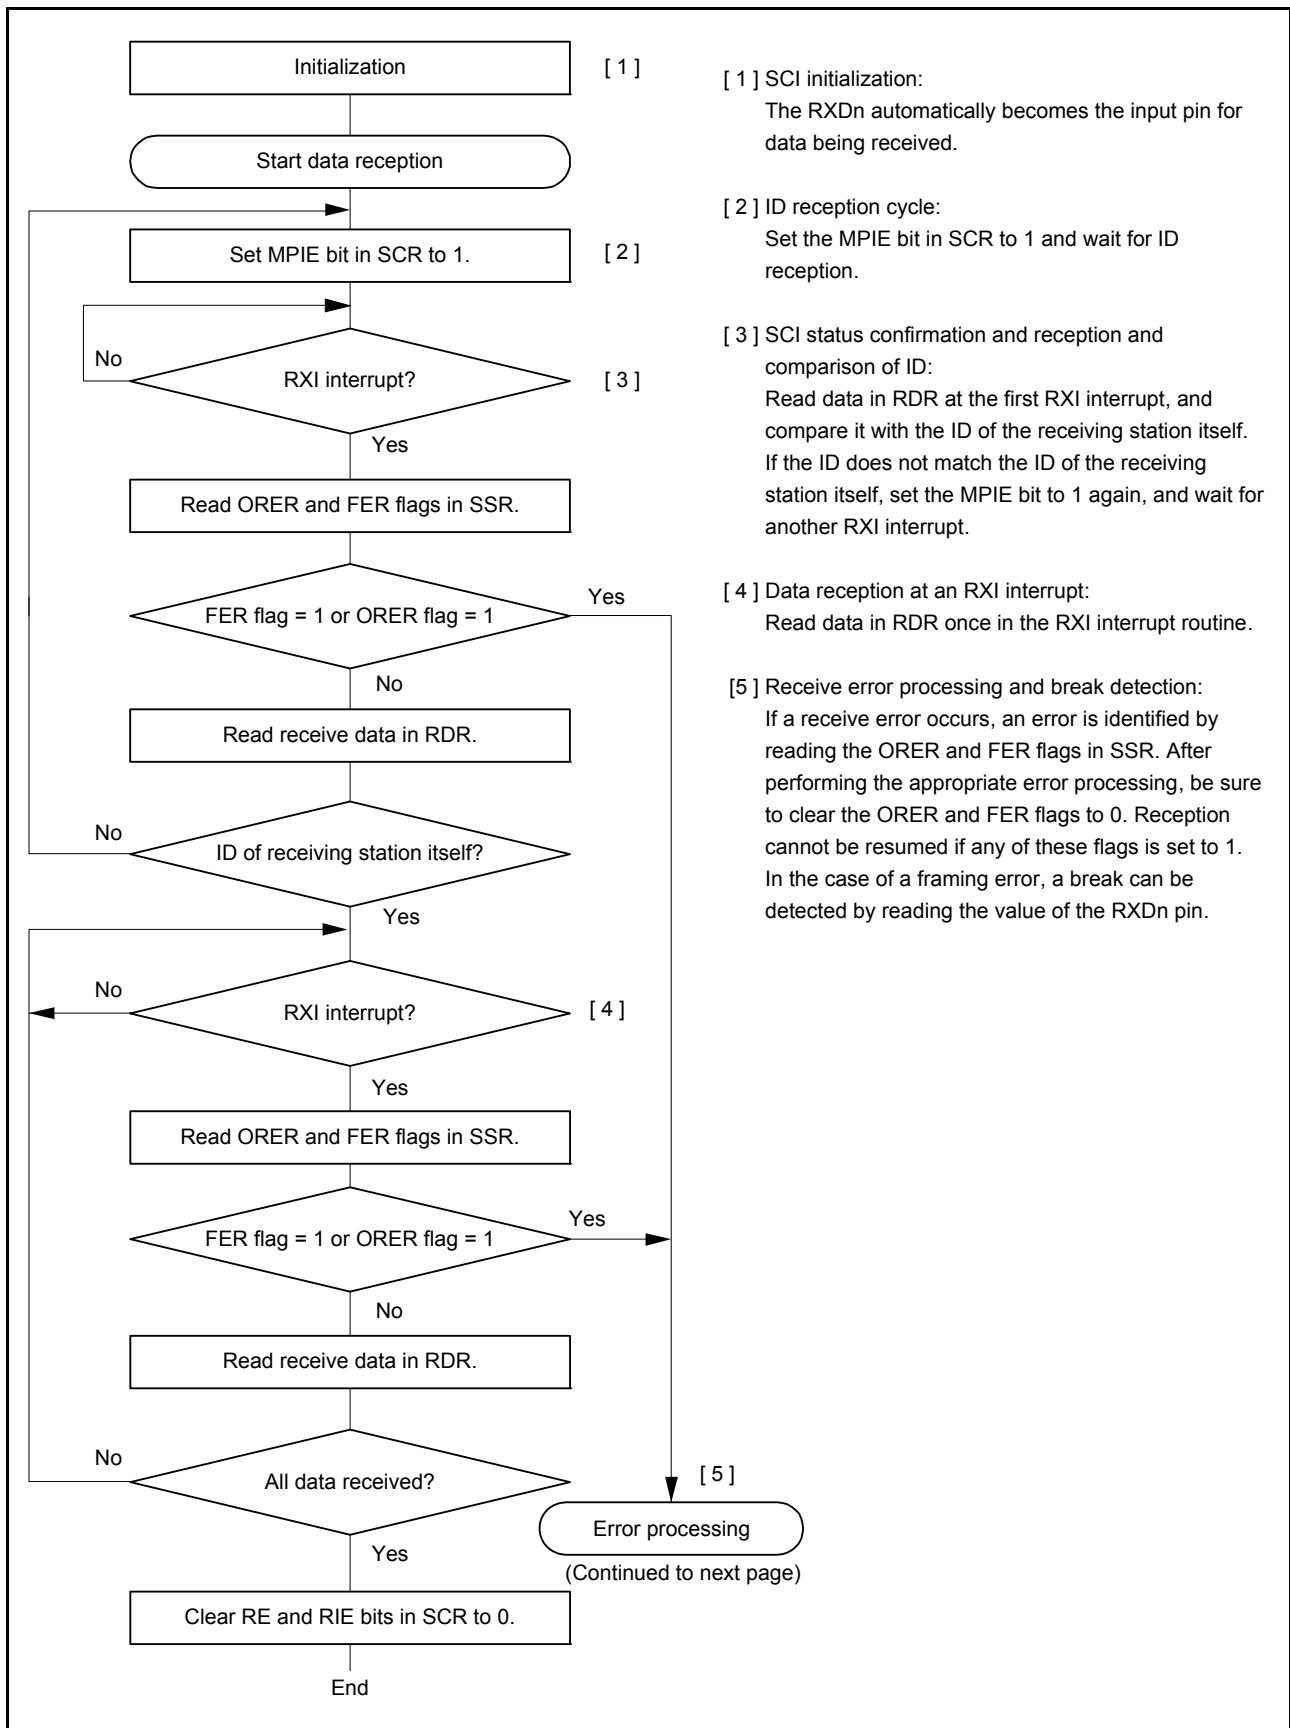 Initialization
[ 1 ]
Start data reception
Set MPIE bit in SCR to 1.
[ 2 ]
No
RXI interrupt?
[ 3 ]
Yes
Read ORER and FER flags in SSR.
FER flag = 1 or ORER flag = 1
Yes
No
Read receive data in RDR.
No
ID of receiving station itself?
Yes
No
RXI interrupt?
[ 4 ]
Yes
Read ORER and FER flags in SSR.
FER flag = 1 or ORER flag = 1
Yes
No
Read receive data in RDR.
No
All data received?
[ 5 ]
Error processing
(Continued to next page)
Yes
Clear RE and RIE bits in SCR to 0.
End
[ 1 ] SCI initialization:
The RXDn automatically becomes the input pin for
data being received.
[ 2 ] ID reception cycle:
Set the MPIE bit in SCR to 1 and wait for ID
reception.
[ 3 ] SCI status confirmation and reception and
comparison of ID:
Read data in RDR at the first RXI interrupt, and
compare it with the ID of the receiving station itself.
If the ID does not match the ID of the receiving
station itself, set the MPIE bit to 1 again, and wait for
another RXI interrupt.
[ 4 ] Data reception at an RXI interrupt:
Read data in RDR once in the RXI interrupt routine.
[5 ] Receive error processing and break detection:
If a receive error occurs, an error is identified by
reading the ORER and FER flags in SSR. After
performing the appropriate error processing, be sure
to clear the ORER and FER flags to 0. Reception
cannot be resumed if any of these flags is set to 1.
In the case of a framing error, a break can be
detected by reading the value of the RXDn pin.